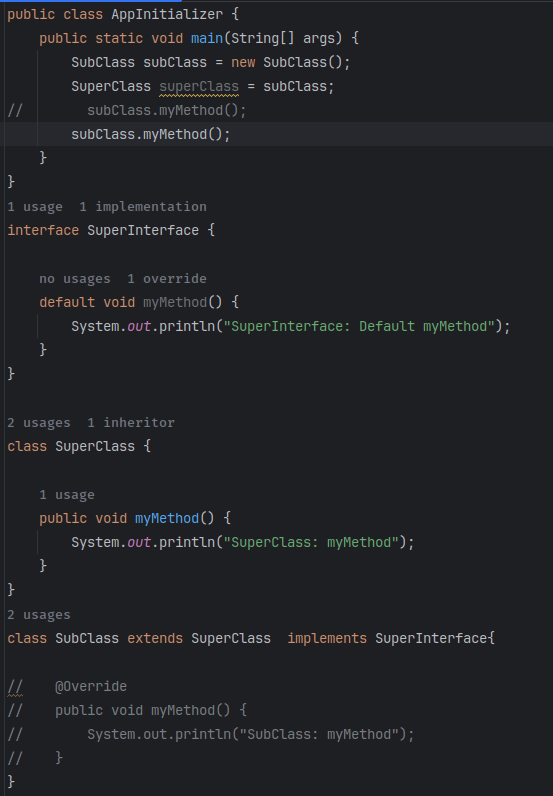 public class AppInitializer {
    public static void main(String[] args) {
        SubClass subClass = new SubClass();
        SuperClass superClass = subClass;
//        subClass.myMethod();
        subClass.myMethod();
    }
}
1 usage  1 implementation
interface SuperInterface {
    no usages  1 override
    default void myMethod() {
        System.out.println("SuperInterface: Default myMethod");
    }
}
2 usages  1 inheritor
class SuperClass {
    1 usage
    public void myMethod() {
        System.out.println("SuperClass: myMethod");
    }
}
2 usages
class SubClass extends SuperClass  implements SuperInterface{
//    @Override
//    public void myMethod() {
//        System.out.println("SubClass: myMethod");
//    }
}